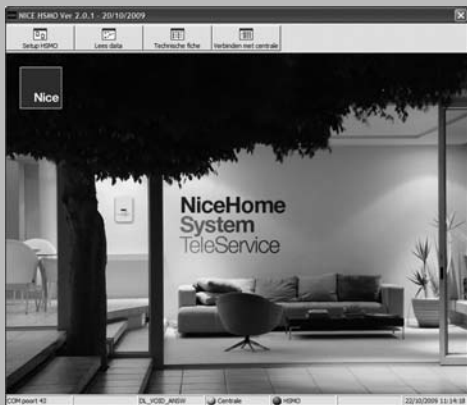 NICE HSMO Ver 2.0.1 - 20/10/2009
Setup HSMO Lees data Technische fiche Verbinden met centrale
Nice
NiceHome
System
TeleService
COM poort 43 DL_VOID_ANSW Centrale HSMO 22/10/2009 11:14:18